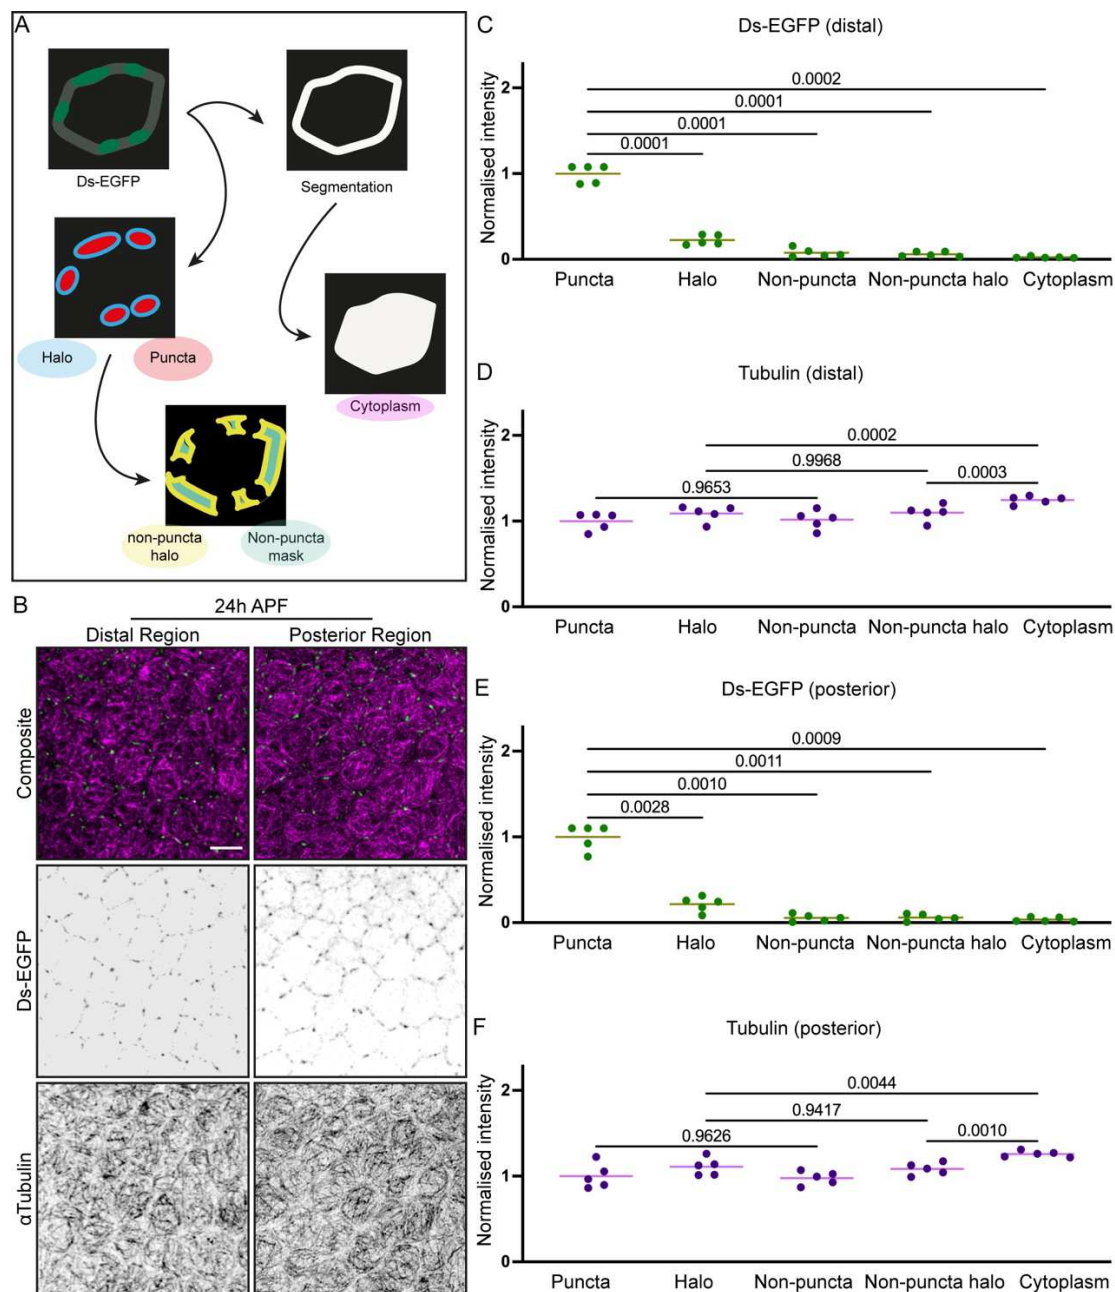 A
Ds-EGFP
Segmentation
Halo
Puncta
Cytoplasm
non-puncta
halo
Non-puncta
mask
B
24h APF
Distal Region
Posterior Region
Composite
Ds-EGFP
αTubulin
C
Ds-EGFP (distal)
Normalised intensity
2
1
0
0.0002
0.0001
0.0001
0.0001
Puncta
Halo
Non-puncta
Non-puncta halo
Cytoplasm
D
Tubulin (distal)
Normalised intensity
2
1
0
0.0002
0.9968
0.9653
0.0003
Puncta
Halo
Non-puncta
Non-puncta halo
Cytoplasm
E
Ds-EGFP (posterior)
Normalised intensity
2
1
0
0.0009
0.0011
0.0010
0.0028
Puncta
Halo
Non-puncta
Non-puncta halo
Cytoplasm
F
Tubulin (posterior)
Normalised intensity
2
1
0
0.0044
0.9417
0.9626
0.0010
Puncta
Halo
Non-puncta
Non-puncta halo
Cytoplasm